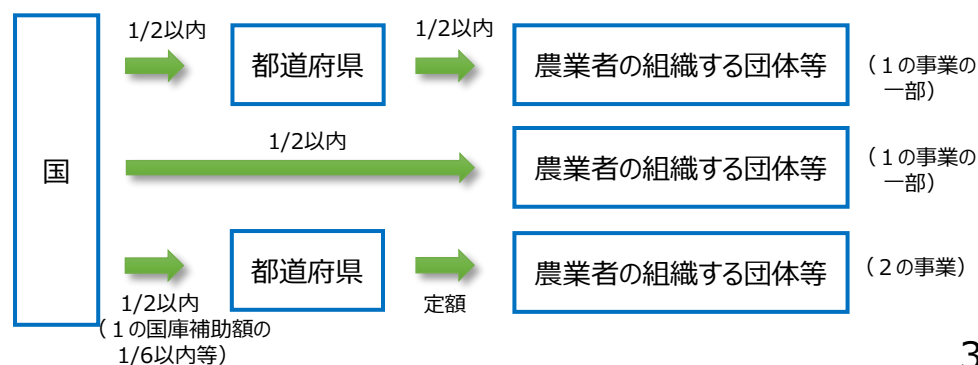 国
1/2以内
都道府県
1/2以内
農業者の組織する団体等
（１の事業の
一部）
1/2以内
農業者の組織する団体等
（１の事業の
一部）
1/2以内
（１の国庫補助額の
1/6以内等）
都道府県
定額
農業者の組織する団体等
（２の事業）
3